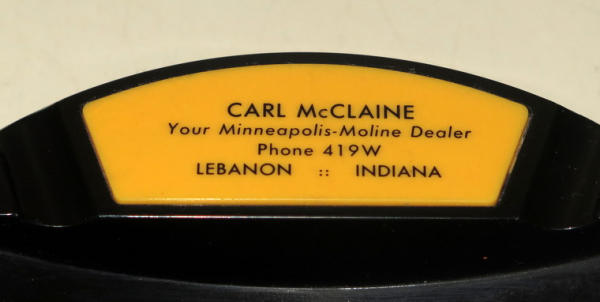 CARL McCLAINE
Your Minneapolis-Moline Dealer
Phone 419W
LEBANON :: INDIANA